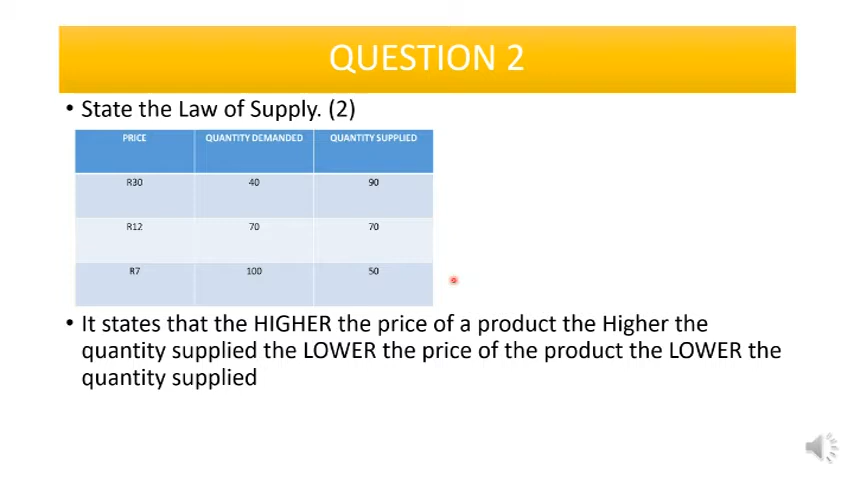 QUESTION 2
• State the Law of Supply. (2)
PRICE QUANTITY DEMANDED QUANTITY SUPPLIED
R30 40 90
R12 70 70
R7 100 50
• It states that the HIGHER the price of a product the Higher the
quantity supplied the LOWER the price of the product the LOWER the
quantity supplied